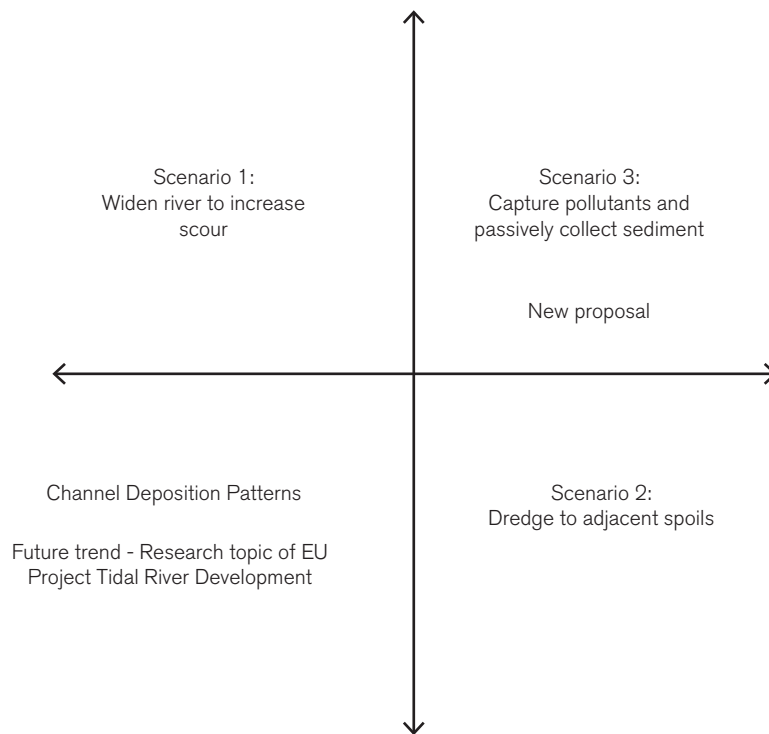 Scenario 1:
Widen river to increase
scour
Scenario 3:
Capture pollutants and
passively collect sediment
New proposal
Channel Deposition Patterns
Future trend - Research topic of EU
Project Tidal River Development
Scenario 2:
Dredge to adjacent spoils